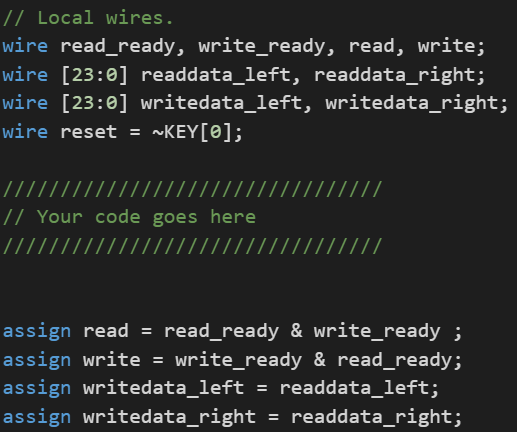 // Local wires.
wire read_ready, write_ready, read, write;
wire [23:0] readdata_left, readdata_right;
wire [23:0] writedata_left, writedata_right;
wire reset = ~KEY[0];
/////////////////////////////////
// Your code goes here
/////////////////////////////////
assign read = read_ready & write_ready ;
assign write = write_ready & read_ready;
assign writedata_left = readdata_left;
assign writedata_right = readdata_right;